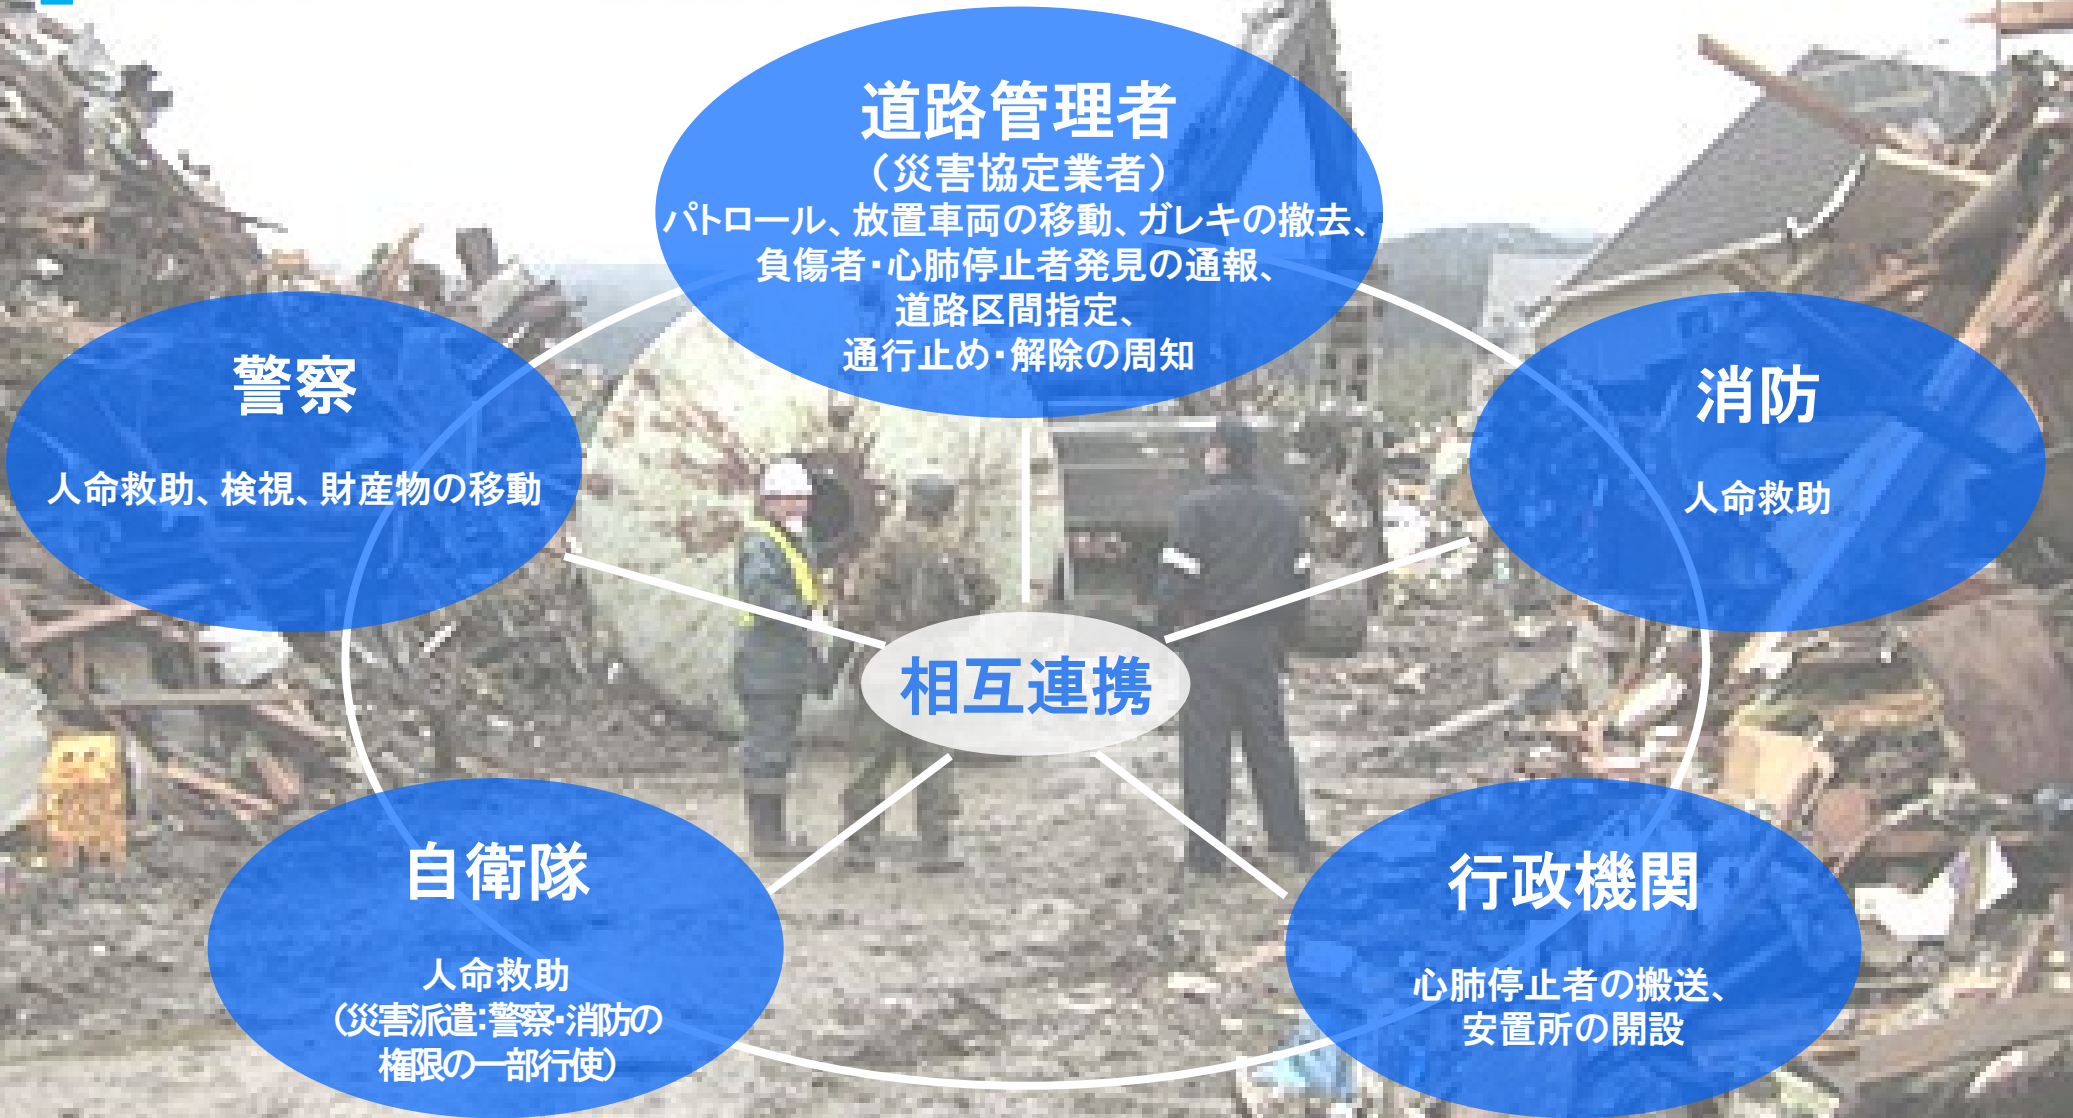 道路管理者
（災害協定業者）
パトロール、放置車両の移動、ガレキの撤去、
負傷者・心肺停止者発見の通報、
道路区間指定、
通行止め・解除の周知
警察
人命救助、検視、財産物の移動
消防
人命救助
相互連携
自衛隊
人命救助
（災害派遣：警察・消防の
権限の一部行使）
行政機関
心肺停止者の搬送、
安置所の開設